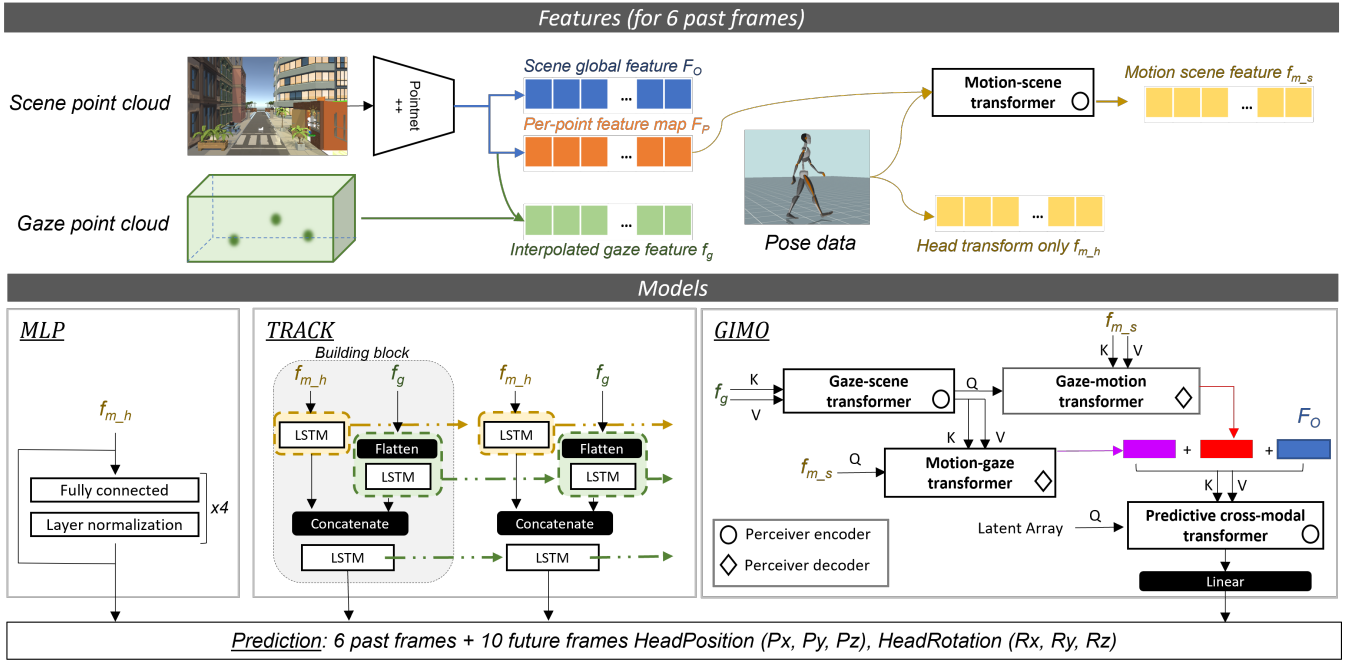 Features (for 6 past frames)
Scene point cloud
Pointnet
++
Scene global feature F_O
...
Per-point feature map F_P
...
Gaze point cloud
...
Interpolated gaze feature f_g
Pose data
Motion-scene
transformer
Motion scene feature f_m_s
...
...
Head transform only f_m_h
Models
MLP
f_m_h
Fully connected
Layer normalization
x4
TRACK
Building block
f_m_h
f_g
LSTM
Flatten
LSTM
Concatenate
LSTM
f_m_h
f_g
LSTM
Flatten
LSTM
Concatenate
LSTM
GIMO
f_m_s
K
V
f_g
K
V
Gaze-scene
transformer
Q
Gaze-motion
transformer
K
V
f_m_s
Q
Motion-gaze
transformer
F_O
+
+
K
V
Latent Array
Q
Predictive cross-modal
transformer
Linear
Perceiver encoder
Perceiver decoder
Prediction: 6 past frames + 10 future frames HeadPosition (Px, Py, Pz), HeadRotation (Rx, Ry, Rz)